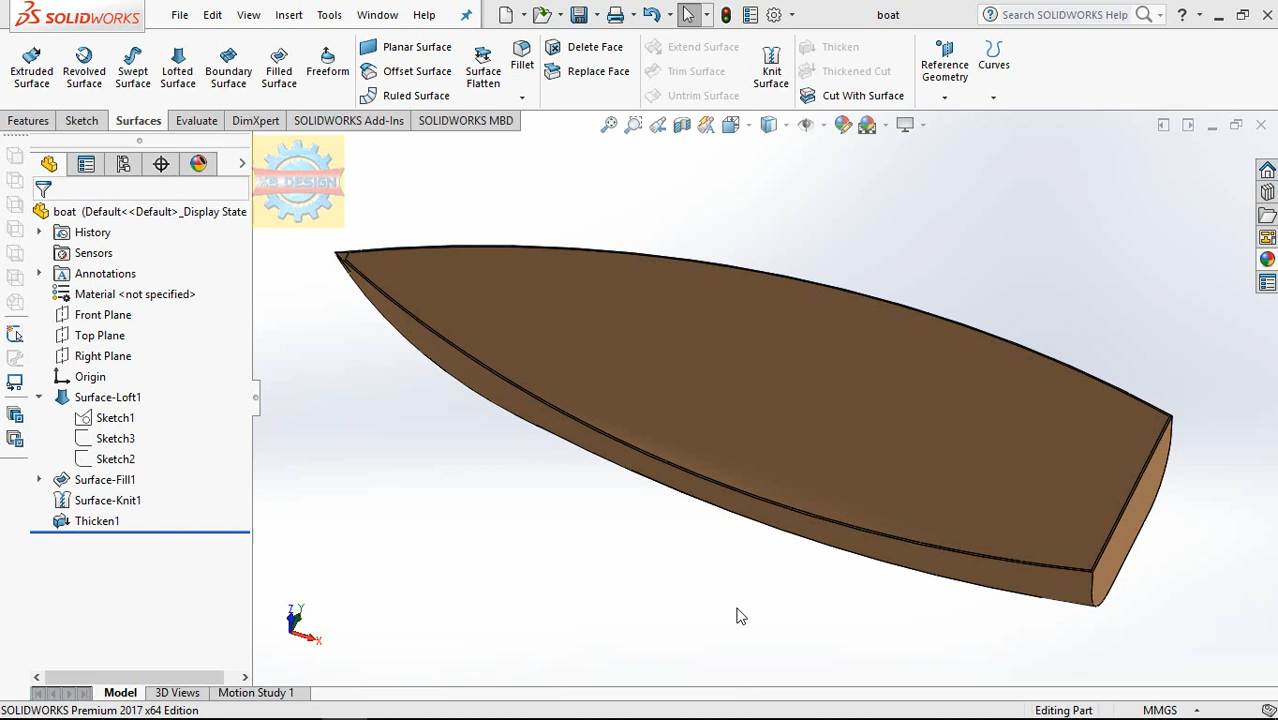 SOLIDWORKS File Edit View Insert Tools Window Help boat Search SOLIDWORKS Help ?
Extruded Surface
Revolved Surface
Swept Surface
Lofted Surface
Boundary Surface
Filled Surface
Freeform
Planar Surface
Offset Surface
Ruled Surface
Surface Flatten
Fillet
Delete Face
Replace Face
Extend Surface
Trim Surface
Untrim Surface
Knit Surface
Thicken
Thickened Cut
Cut With Surface
Reference Geometry
Curves
Features Sketch Surfaces Evaluate DimXpert SOLIDWORKS Add-Ins SOLIDWORKS MBD
DESIGN
boat (Default<<Default>_Display State
History
Sensors
Annotations
Material <not specified>
Front Plane
Top Plane
Right Plane
Origin
Surface-Loft1
Sketch1
Sketch3
Sketch2
Surface-Fill1
Surface-Knit1
Thicken1
Z Y
X
Model 3D Views Motion Study 1
SOLIDWORKS Premium 2017 x64 Edition Editing Part MMGS